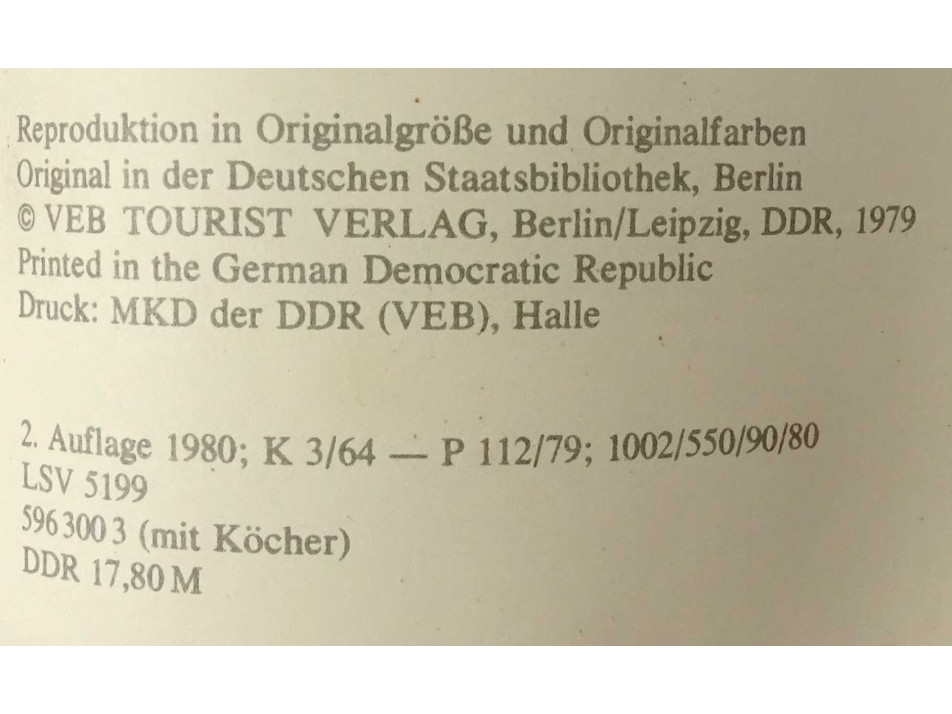 Reproduktion in Originalgröße und Originalfarben
Original in der Deutschen Staatsbibliothek, Berlin
© VEB TOURIST VERLAG, Berlin/Leipzig, DDR, 1979
Printed in the German Democratic Republic
Druck: MKD der DDR (VEB), Halle
2. Auflage 1980; K 3/64 — P 112/79; 1002/550/90/80
LSV 5199
596 300 3 (mit Köcher)
DDR 17,80 M